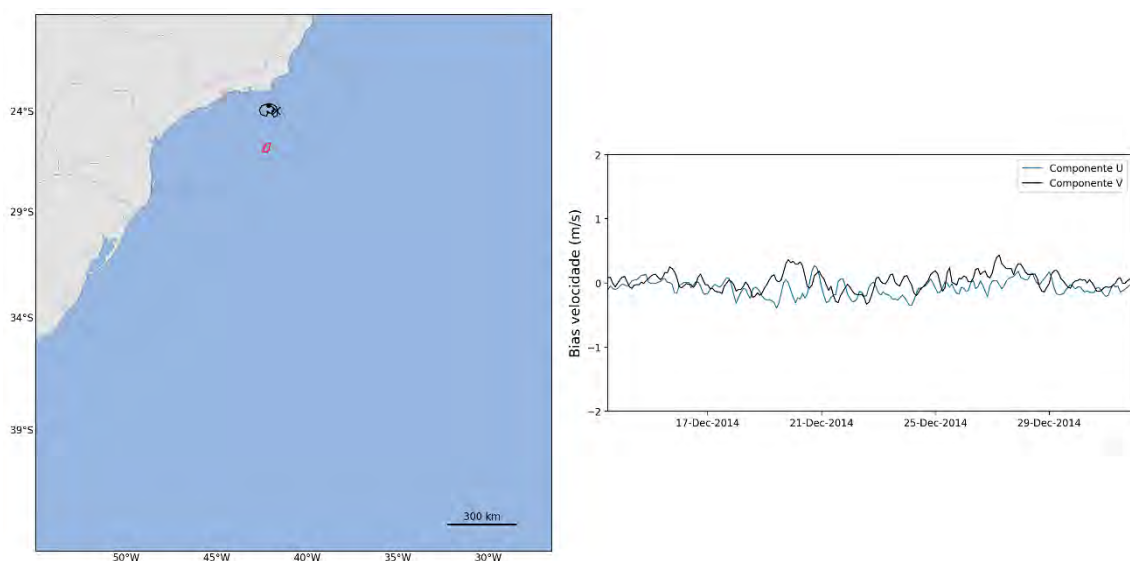 24°S
29°S
34°S
39°S
300 km
50°W 45°W 40°W 35°W 30°W
Bias velocidade (m/s)
2
1
0
−1
−2
Componente U
Componente V
17-Dec-2014 21-Dec-2014 25-Dec-2014 29-Dec-2014